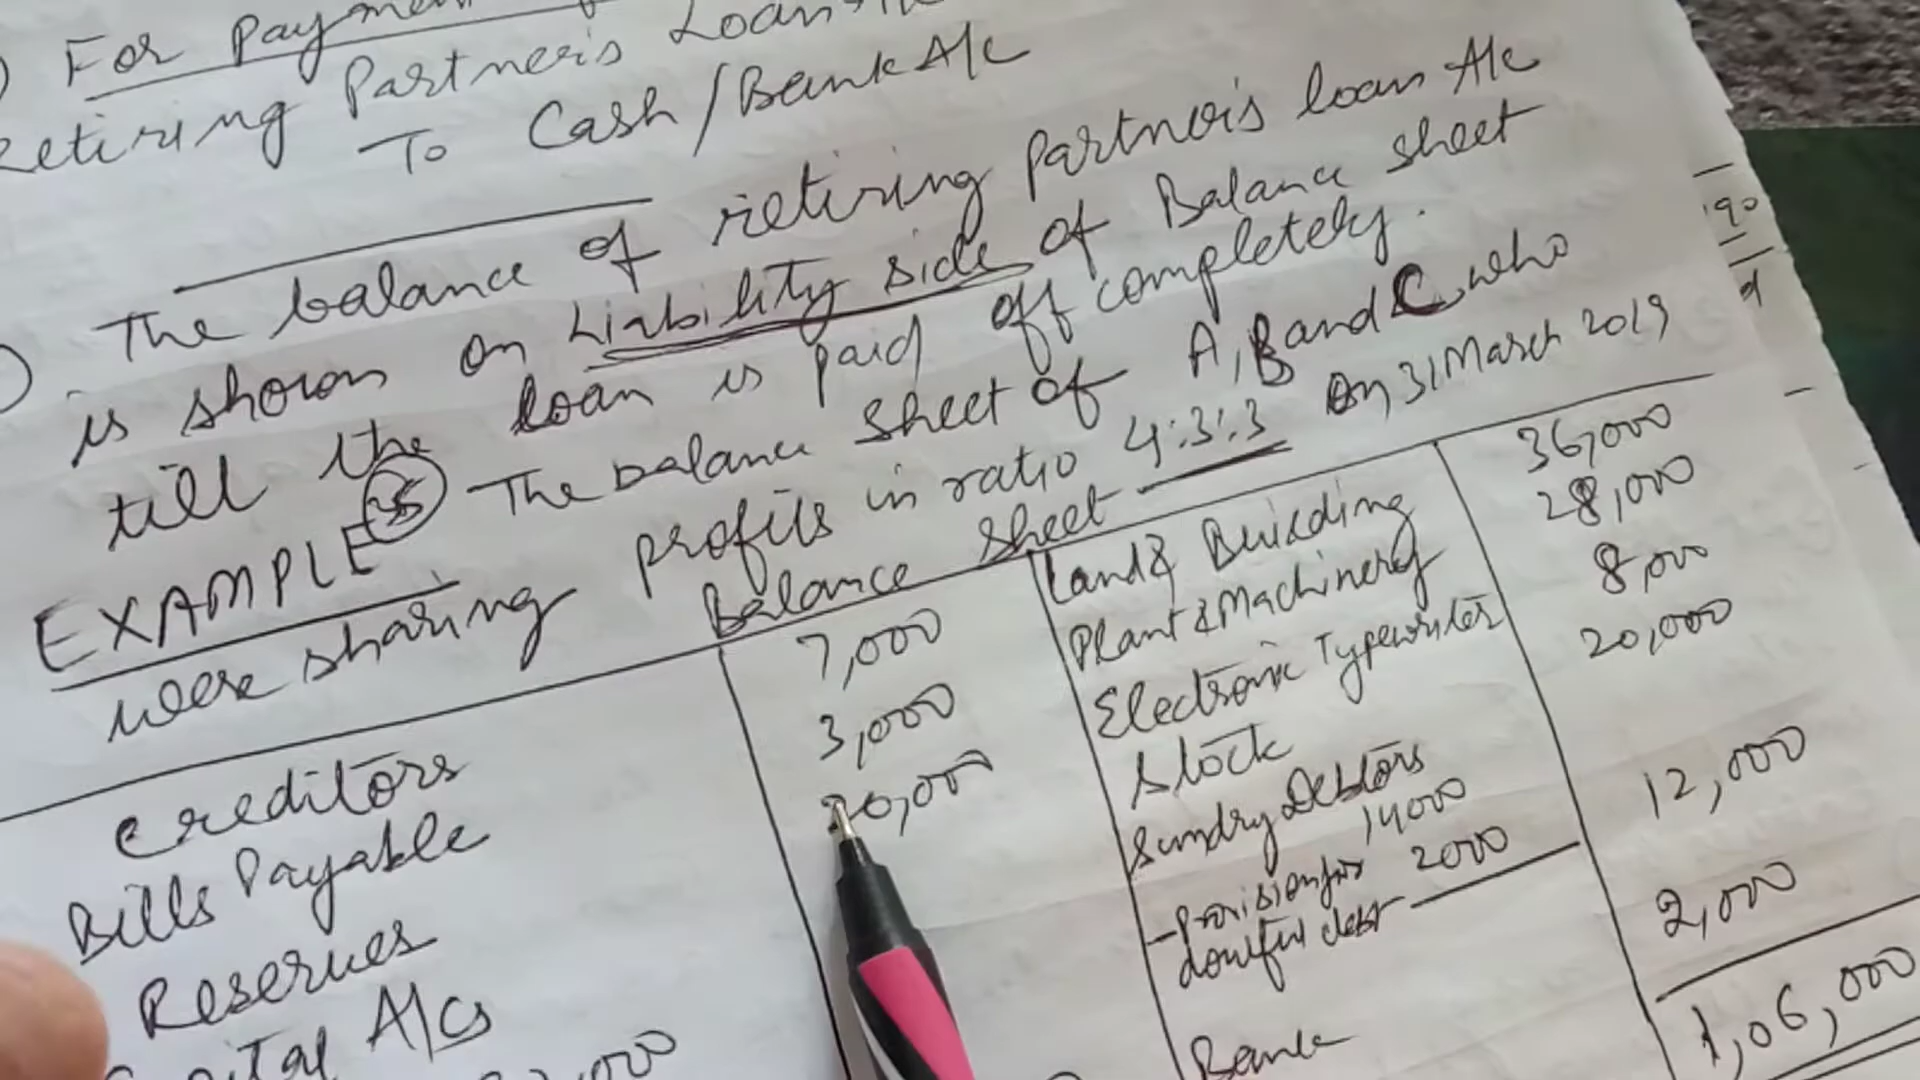 For Payment
Retiring Partner's Loan A/c
To Cash/Bank A/c
The balance of retiring partner's loan A/c
is shown on Liability side of Balance sheet
till the loan is paid off completely.
EXAMPLE The balance sheet of A, B and C, who
were sharing profits in ratio 4:3:3 on 31 March 2019
Balance Sheet
Creditors 7,000 Land & Building 36,000
Bills Payable 3,000 Plant & Machinery 28,000
Reserves 20,000 Electronic Typewriter 8,000
A/cs Stock 20,000
Sundry Debtors 14000
-Provision for 2000 12,000
doutful debt
Bank 2,000
1,06,000